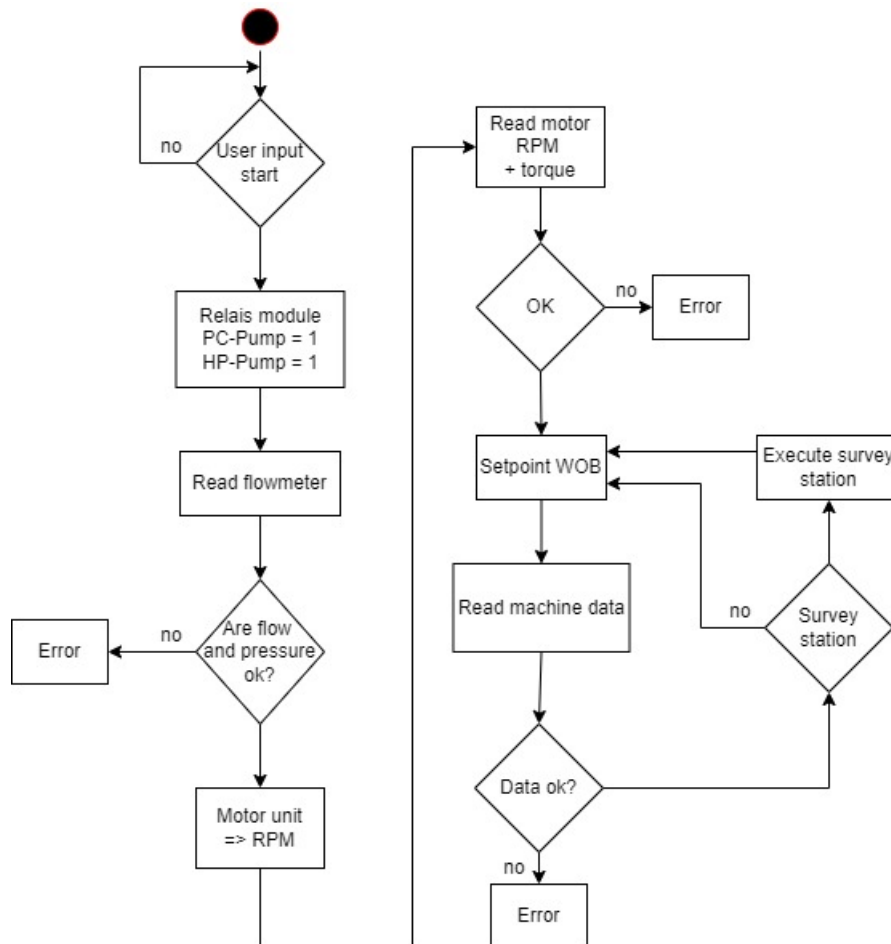 User input
start
no
Relais module
PC-Pump = 1
HP-Pump = 1
Read flowmeter
Are flow
and pressure
ok?
no
Error
Motor unit
=> RPM
Read motor
RPM
+ torque
OK
no
Error
Setpoint WOB
Execute survey
station
Read machine data
no
Survey
station
Data ok?
no
Error